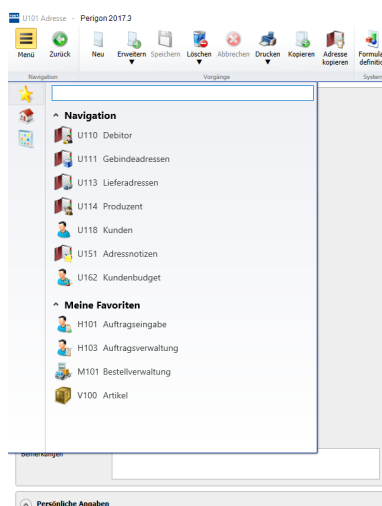 U101 Adresse - Perigon 2017.3
Menü Zurück Neu Erweitern Speichern Löschen Abbrechen Drucken Kopieren Adresse kopieren Formula definitio
Navigation Vorgänge System
Navigation
U110 Debitor
U111 Gebindeadressen
U113 Lieferadressen
U114 Produzent
U118 Kunden
U151 Adressnotizen
U162 Kundenbudget
Meine Favoriten
H101 Auftragseingabe
H103 Auftragsverwaltung
M101 Bestellverwaltung
V100 Artikel
Bemerkungen
Persönliche Angaben